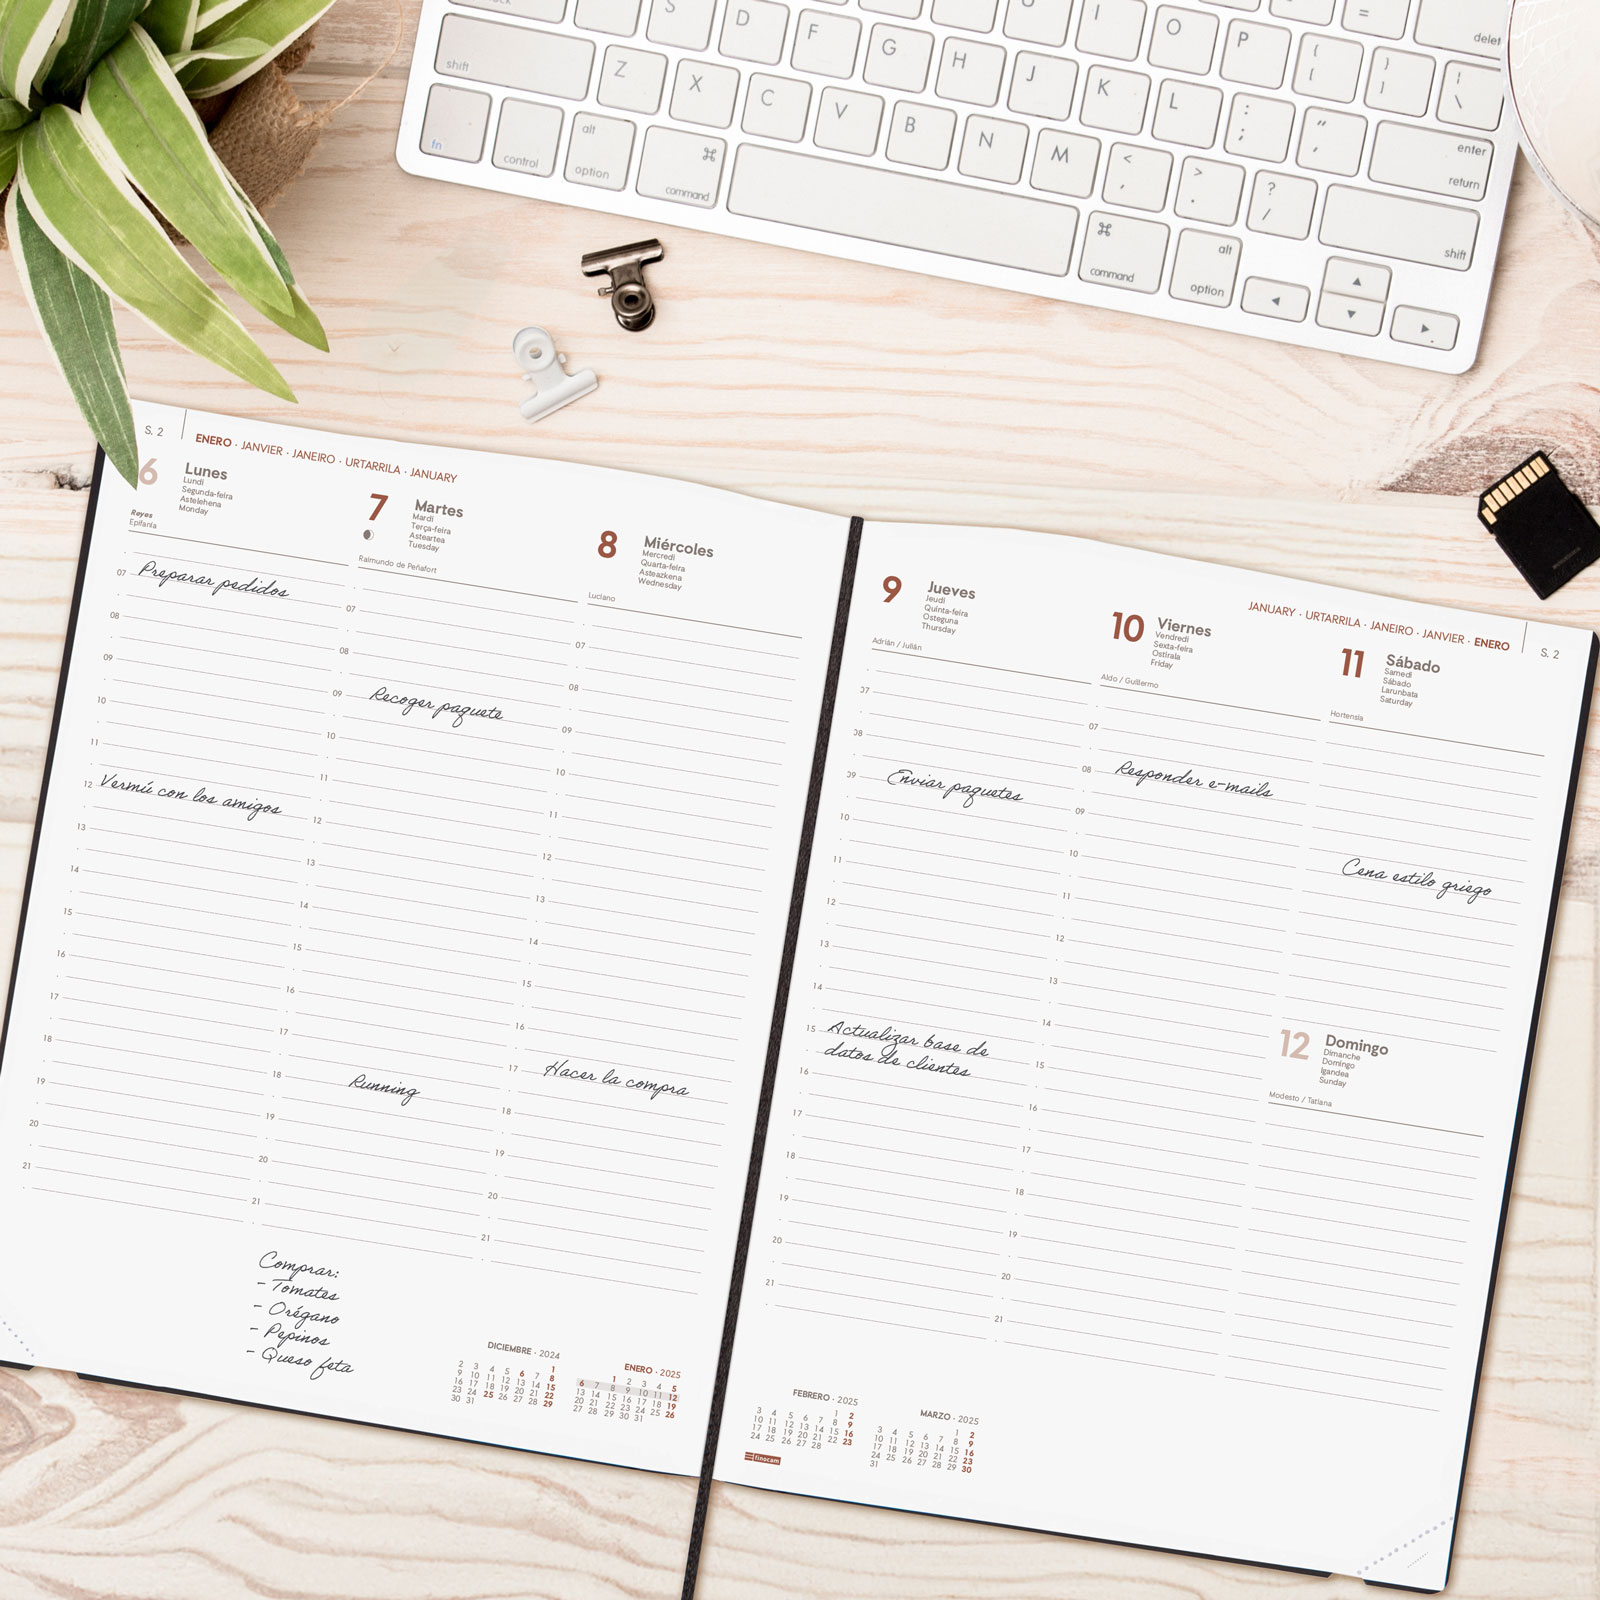 S D F G H J K L
U I O P
=
delete
shift
Z X C V B N M
< ,
> .
? /
: ;
" '
{ [
} ]
| \
enter
return
shift
fn
control
alt
option
⌘
command
⌘
command
alt
option
S. 2
ENERO · JANVIER · JANEIRO · URTARRILA · JANUARY
6
Lunes
Lundi
Segunda-feira
Astelehena
Monday
Reyes
Epifanía
07 Preparar pedidos
08
09
10
11
12 Vermú con los amigos
13
14
15
16
17
18
19
20
21
7
Martes
Mardi
Terça-feira
Asteartea
Tuesday
Raimundo de Peñafort
07
08
09 Recoger paquete
10
11
12
13
14
15
16
17
18 Running
19
20
21
8
Miércoles
Mercredi
Quarta-feira
Asteazkena
Wednesday
Luciano
07
08
09
10
11
12
13
14
15
16
17 Hacer la compra
18
19
20
21
Comprar:
- Tomates
- Orégano
- Pepinos
- Queso feta
DICIEMBRE · 2024
1
2 3 4 5 6 7 8
9 10 11 12 13 14 15
16 17 18 19 20 21 22
23 24 25 26 27 28 29
30 31
ENERO · 2025
1 2 3 4 5
6 7 8 9 10 11 12
13 14 15 16 17 18 19
20 21 22 23 24 25 26
27 28 29 30 31
JANUARY · URTARRILA · JANEIRO · JANVIER · ENERO
S. 2
9
Jueves
Jeudi
Quinta-feira
Osteguna
Thursday
Adrián / Julián
07
08
09 Enviar paquetes
10
11
12
13
14
15 Actualizar base de
datos de clientes
16
17
18
19
20
21
10
Viernes
Vendredi
Sexta-feira
Ostirala
Friday
Aldo / Guillermo
07
08 Responder e-mails
09
10
12
13
14
15
16
17
18
19
20
21
11
Sábado
Samedi
Sábado
Larunbata
Saturday
Hortensia
Cena estilo griego
12
Domingo
Dimanche
Domingo
Igandea
Sunday
Modesto / Tatiana
FEBRERO · 2025
1 2
3 4 5 6 7 8 9
10 11 12 13 14 15 16
17 18 19 20 21 22 23
24 25 26 27 28
MARZO · 2025
1 2
3 4 5 6 7 8 9
10 11 12 13 14 15 16
17 18 19 20 21 22 23
24 25 26 27 28 29 30
31
finocam